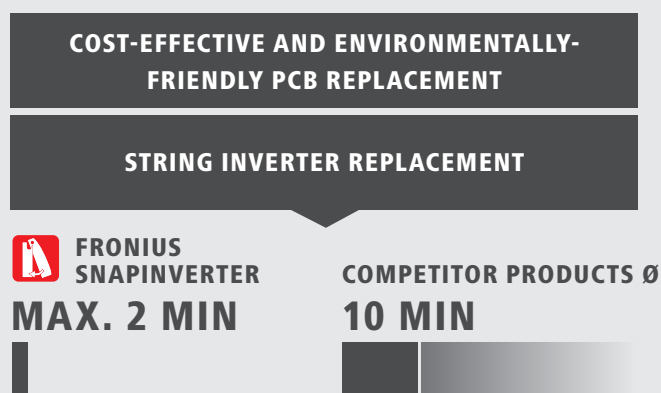 COST-EFFECTIVE AND ENVIRONMENTALLY-
FRIENDLY PCB REPLACEMENT
STRING INVERTER REPLACEMENT
FRONIUS
SNAPINVERTER
MAX. 2 MIN
COMPETITOR PRODUCTS Ø
10 MIN